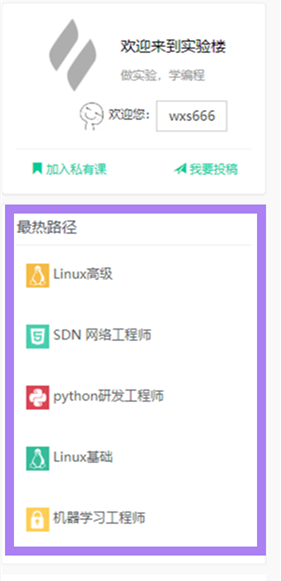 欢迎来到实验楼
做实验，学编程
欢迎您： wxs666
加入私有课 我要投稿
最热路径
Linux高级
SDN 网络工程师
python研发工程师
Linux基础
机器学习工程师